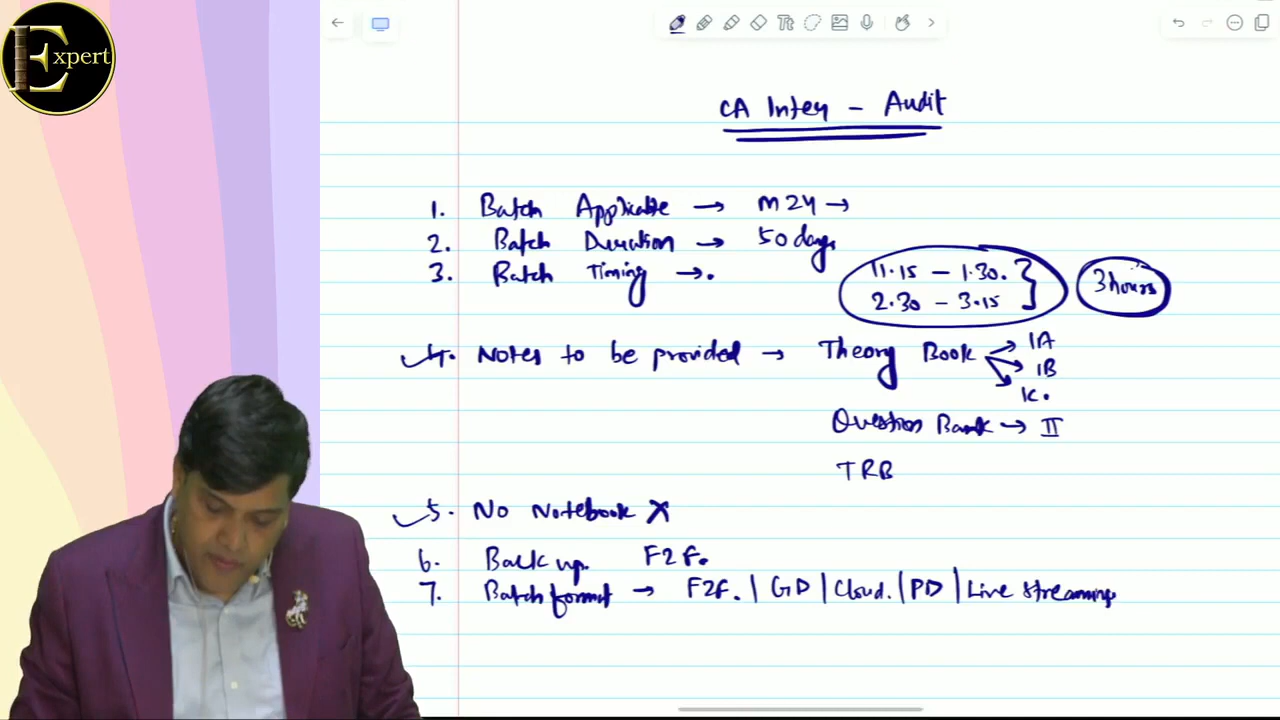 Expert
CA Inter - Audit
1. Batch Applicable → M24 →
2. Batch Duration → 50 days
3. Batch Timing →.
11.15 - 1.30.
2.30 - 3.15
3 hours
4. Notes to be provided → Theory Book → 1A
→ 1B
→ 1C.
Question Bank → II
TRB
5. No Notebook X
6. Back up. F2F.
7. Batch format → F2F. | GD | Cloud. | PD | Live streaming.